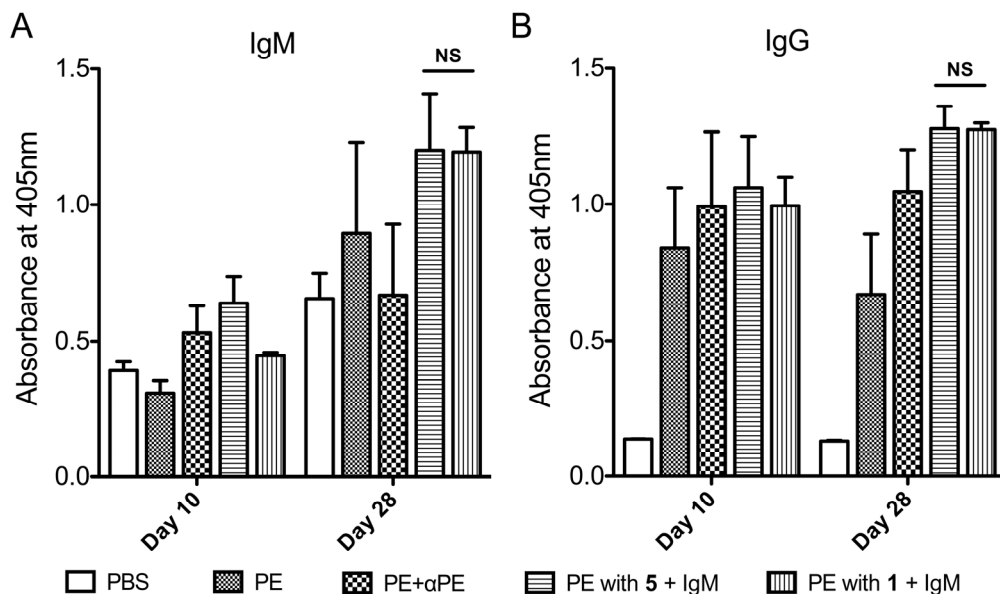 A
IgM
B
IgG
NS
NS
1.5
1.0
0.5
0.0
Absorbance at 405nm
Day 10
Day 28
1.5
1.0
0.5
0.0
Absorbance at 405nm
Day 10
Day 28
PBS
PE
PE+αPE
PE with 5 + IgM
PE with 1 + IgM